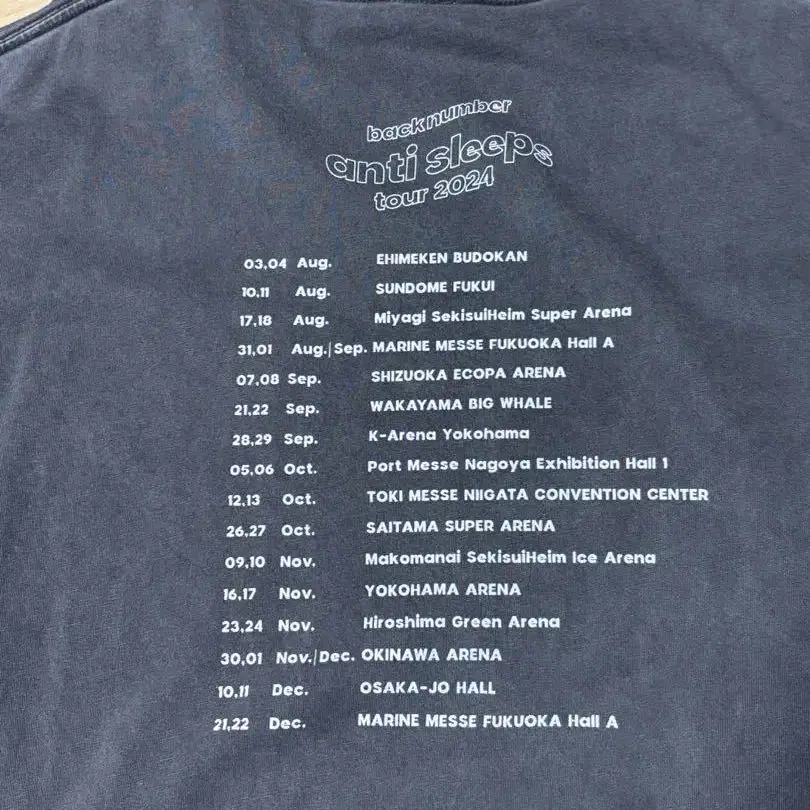 backnumber
anti sleeps
tour 2024
03,04 Aug. EHIMEKEN BUDOKAN
10,11 Aug. SUNDOME FUKUI
17,18 Aug. Miyagi SekisuiHeim Super Arena
31,01 Aug.|Sep. MARINE MESSE FUKUOKA Hall A
07,08 Sep. SHIZUOKA ECOPA ARENA
21,22 Sep. WAKAYAMA BIG WHALE
28,29 Sep. K-Arena Yokohama
05,06 Oct. Port Messe Nagoya Exhibition Hall 1
12,13 Oct. TOKI MESSE NIIGATA CONVENTION CENTER
26,27 Oct. SAITAMA SUPER ARENA
09,10 Nov. Makomanai SekisuiHeim Ice Arena
16,17 Nov. YOKOHAMA ARENA
23,24 Nov. Hiroshima Green Arena
30,01 Nov.|Dec. OKINAWA ARENA
10,11 Dec. OSAKA-JO HALL
21,22 Dec. MARINE MESSE FUKUOKA Hall A